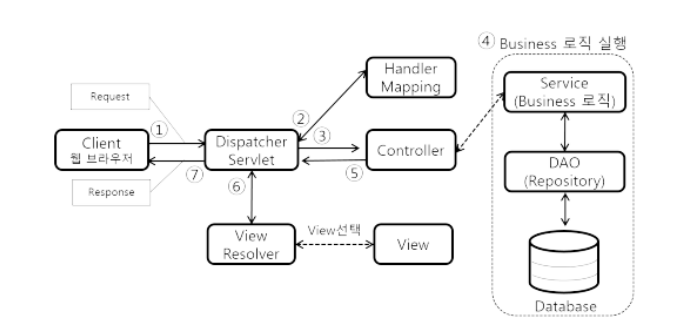 ④ Business 로직 실행
Handler
Mapping
Service
(Business 로직)
Request
①
②
③
Client
웹 브라우저
Dispatcher
Servlet
Controller
⑦
⑤
⑥
Response
DAO
(Repository)
View
Resolver
View선택
View
Database